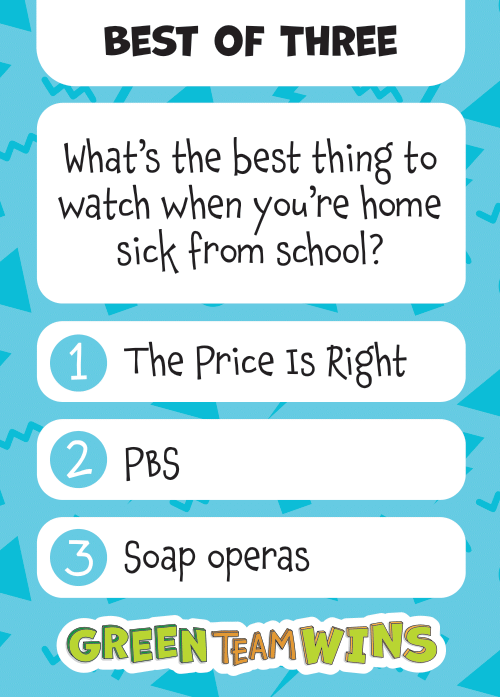 BEST OF THREE
What's the best thing to
watch when you're home
sick from school?
1 The Price Is Right
2 PBS
3 Soap operas
GREEN TEAM WINS